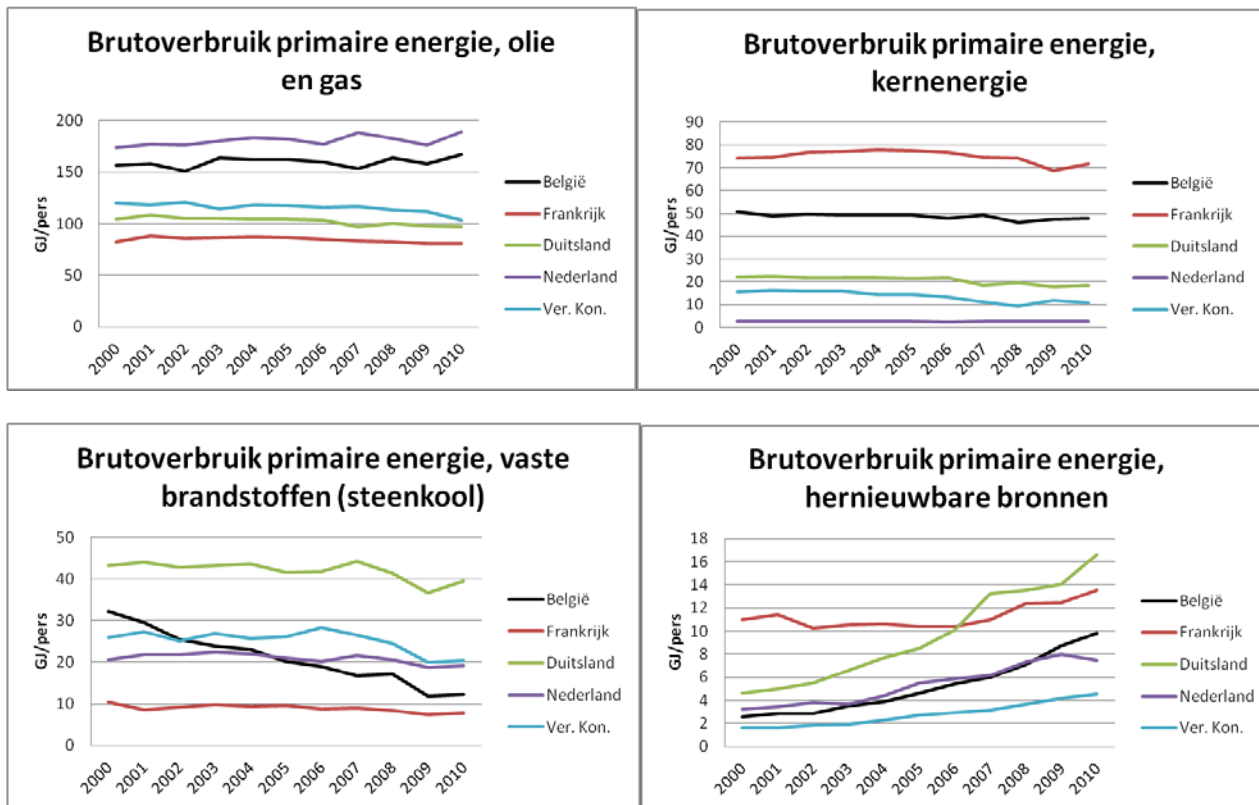 Brutoverbruik primaire energie, olie
en gas
GJ/pers
200
150
100
50
0
2000 2001 2002 2003 2004 2005 2006 2007 2008 2009 2010
België
Frankrijk
Duitsland
Nederland
Ver. Kon.
Brutoverbruik primaire energie,
kernenergie
GJ/pers
90
80
70
60
50
40
30
20
10
0
2000 2001 2002 2003 2004 2005 2006 2007 2008 2009 2010
België
Frankrijk
Duitsland
Nederland
Ver. Kon.
Brutoverbruik primaire energie, vaste
brandstoffen (steenkool)
GJ/pers
50
40
30
20
10
0
2000 2001 2002 2003 2004 2005 2006 2007 2008 2009 2010
België
Frankrijk
Duitsland
Nederland
Ver. Kon.
Brutoverbruik primaire energie,
hernieuwbare bronnen
GJ/pers
18
16
14
12
10
8
6
4
2
0
2000 2001 2002 2003 2004 2005 2006 2007 2008 2009 2010
België
Frankrijk
Duitsland
Nederland
Ver. Kon.